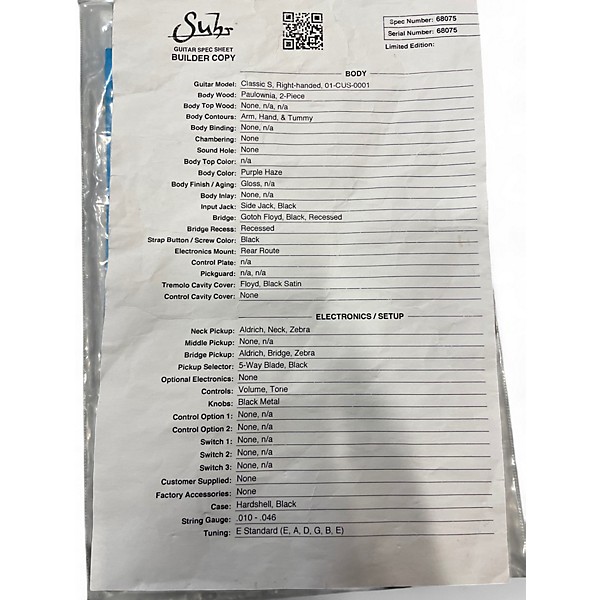 Suhr
GUITAR SPEC SHEET
BUILDER COPY
Spec Number: 68075
Serial Number: 68075
Limited Edition:
BODY
Guitar Model: Classic S, Right-handed, 01-CUS-0001
Body Wood: Paulownia, 2-Piece
Body Top Wood: None, n/a, n/a
Body Contours: Arm, Hand, & Tummy
Body Binding: None, n/a
Chambering: None
Sound Hole: None
Body Top Color: n/a
Body Color: Purple Haze
Body Finish / Aging: Gloss, n/a
Body Inlay: None, n/a
Input Jack: Side Jack, Black
Bridge: Gotoh Floyd, Black, Recessed
Bridge Recess: Recessed
Strap Button / Screw Color: Black
Electronics Mount: Rear Route
Control Plate: n/a
Pickguard: n/a, n/a
Tremolo Cavity Cover: Floyd, Black Satin
Control Cavity Cover: None
ELECTRONICS / SETUP
Neck Pickup: Aldrich, Neck, Zebra
Middle Pickup: None, n/a
Bridge Pickup: Aldrich, Bridge, Zebra
Pickup Selector: 5-Way Blade, Black
Optional Electronics: None
Controls: Volume, Tone
Knobs: Black Metal
Control Option 1: None, n/a
Control Option 2: None, n/a
Switch 1: None, n/a
Switch 2: None, n/a
Switch 3: None, n/a
Customer Supplied: None
Factory Accessories: None
Case: Hardshell, Black
String Gauge: .010 - .046
Tuning: E Standard (E, A, D, G, B, E)